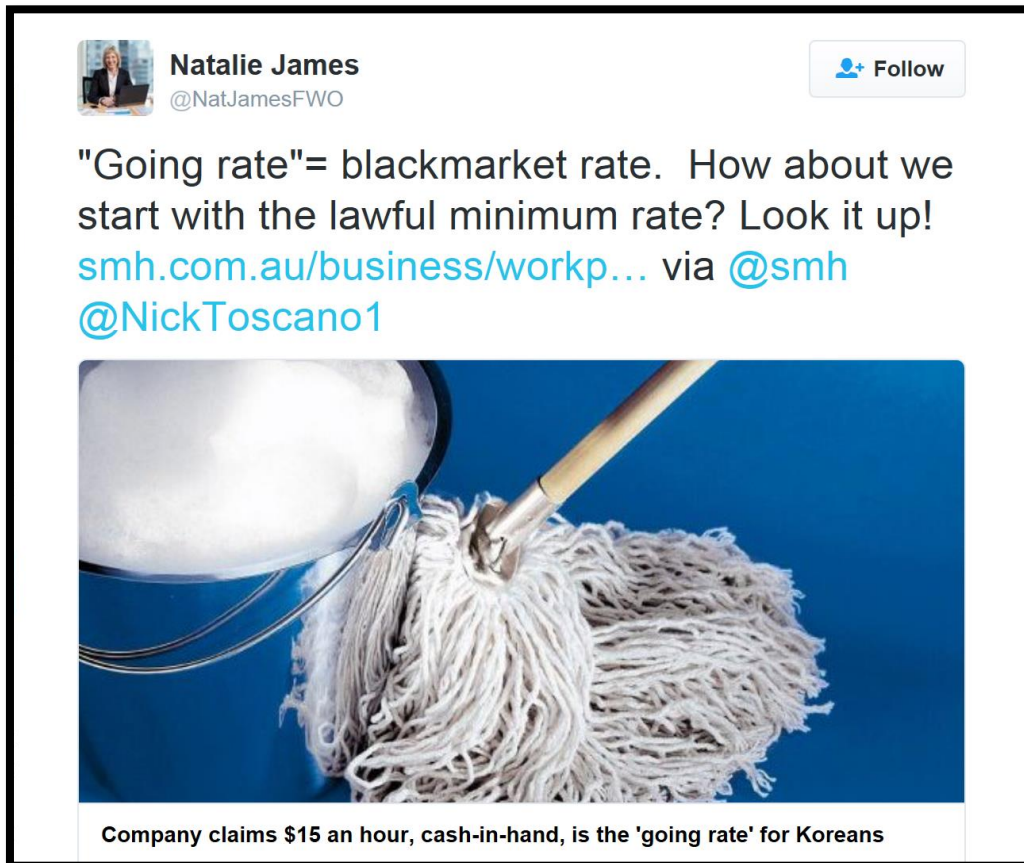 Natalie James
@NatJamesFWO
Follow
"Going rate"= blackmarket rate.  How about we
start with the lawful minimum rate? Look it up!
smh.com.au/business/workp... via @smh
@NickToscano1
Company claims $15 an hour, cash-in-hand, is the 'going rate' for Koreans